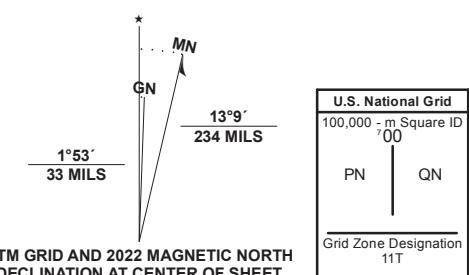 ★
MN
GN
1°53´
33 MILS
13°9´
234 MILS
TM GRID AND 2022 MAGNETIC NORTH
DECLINATION AT CENTER OF SHEET
U.S. National Grid
100,000 - m Square ID
⁷00
PN QN
Grid Zone Designation
11T